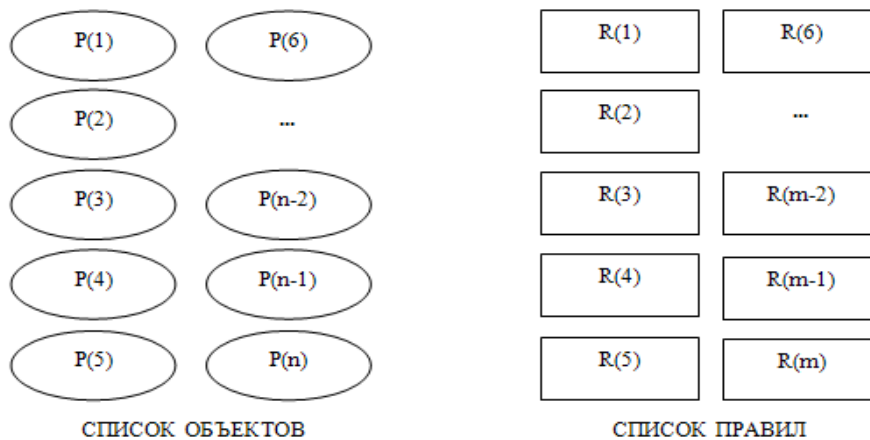 P(1) P(6) R(1) R(6)
P(2) ... R(2) ...
P(3) P(n-2) R(3) R(m-2)
P(4) P(n-1) R(4) R(m-1)
P(5) P(n) R(5) R(m)
СПИСОК ОБЪЕКТОВ СПИСОК ПРАВИЛ